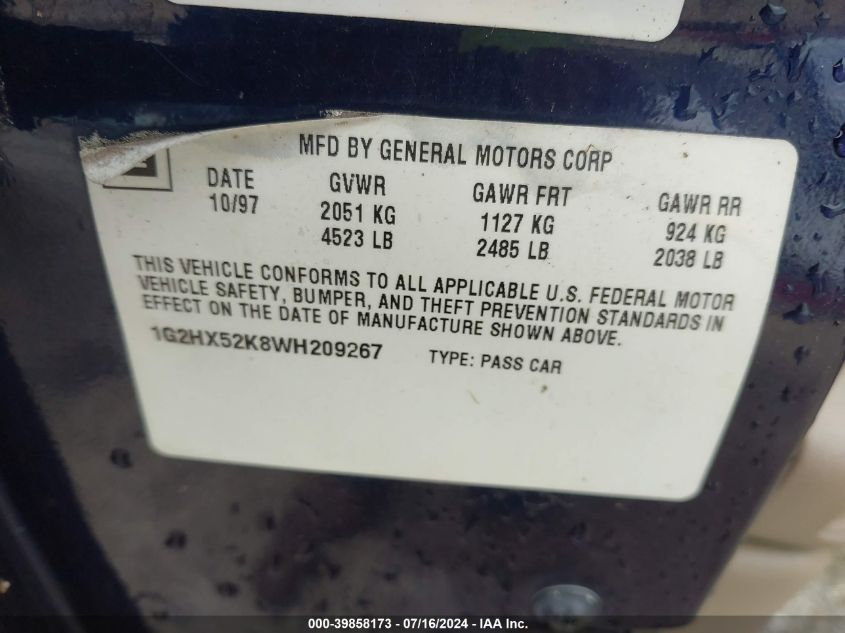 MFD BY GENERAL MOTORS CORP
DATE GVWR GAWR FRT GAWR RR
10/97 2051 KG 1127 KG 924 KG
4523 LB 2485 LB 2038 LB
THIS VEHICLE CONFORMS TO ALL APPLICABLE U.S. FEDERAL MOTOR
VEHICLE SAFETY, BUMPER, AND THEFT PREVENTION STANDARDS IN
EFFECT ON THE DATE OF MANUFACTURE SHOWN ABOVE.
1G2HX52K8WH209267 TYPE: PASS CAR
000-39858173 - 07/16/2024 - IAA Inc.